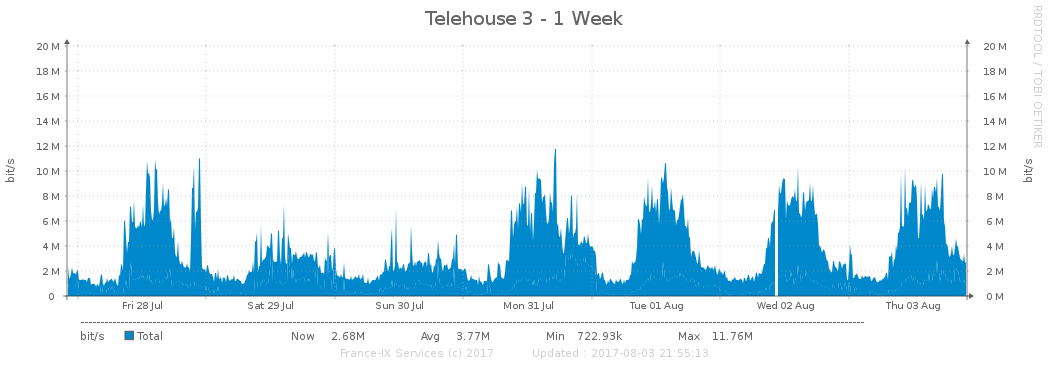 Telehouse 3 - 1 Week
RRDTOOL / TOBI OETIKER
bit/s
20 M 20 M
18 M 18 M
16 M 16 M
14 M 14 M
12 M 12 M
10 M 10 M
8 M 8 M
6 M 6 M
4 M 4 M
2 M 2 M
0 0 M
bit/s
Fri 28 Jul Sat 29 Jul Sun 30 Jul Mon 31 Jul Tue 01 Aug Wed 02 Aug Thu 03 Aug
bit/s Total Now 2.68M Avg 3.77M Min 722.93k Max 11.76M
France-IX Services (c) 2017 Updated : 2017-08-03 21:55:13